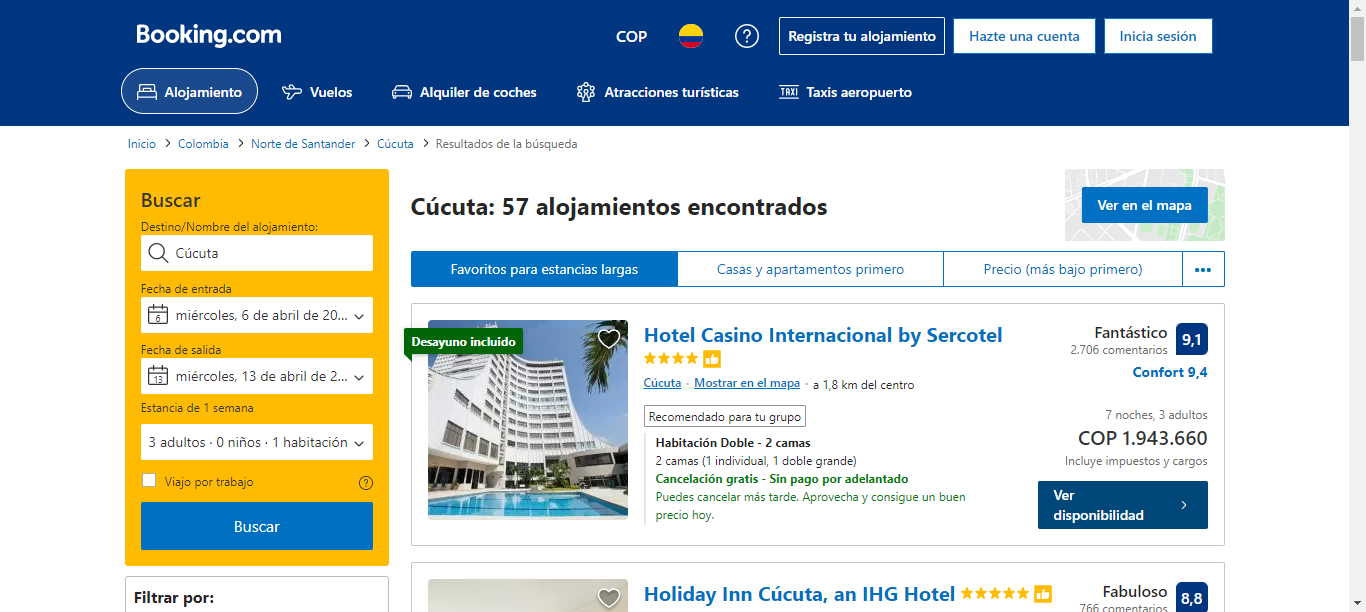 Booking.com
COP
Registra tu alojamiento
Hazte una cuenta
Inicia sesión
Alojamiento
Vuelos
Alquiler de coches
Atracciones turísticas
TAXI
Taxis aeropuerto
Inicio
Colombia
Norte de Santander
Cúcuta
Resultados de la búsqueda
Buscar
Destino/Nombre del alojamiento:
Cúcuta
Fecha de entrada
6
miércoles, 6 de abril de 20...
Fecha de salida
13
miércoles, 13 de abril de 2...
Estancia de 1 semana
3 adultos · 0 niños · 1 habitación
Viajo por trabajo
?
Buscar
Filtrar por:
Cúcuta: 57 alojamientos encontrados
Ver en el mapa
Favoritos para estancias largas
Casas y apartamentos primero
Precio (más bajo primero)
•••
Desayuno incluido
Hotel Casino Internacional by Sercotel
Cúcuta · Mostrar en el mapa · a 1,8 km del centro
Recomendado para tu grupo
Habitación Doble - 2 camas
2 camas (1 individual, 1 doble grande)
Cancelación gratis - Sin pago por adelantado
Puedes cancelar más tarde. Aprovecha y consigue un buen
precio hoy.
Fantástico
2.706 comentarios
9,1
Confort 9,4
7 noches, 3 adultos
COP 1.943.660
Incluye impuestos y cargos
Ver
disponibilidad
Holiday Inn Cúcuta, an IHG Hotel
Fabuloso
766 comentarios
8,8